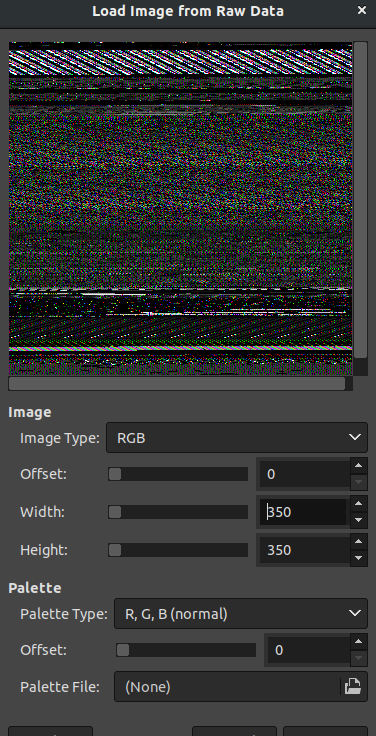 Load Image from Raw Data ×
Image
Image Type: RGB
Offset: 0
Width: 350
Height: 350
Palette
Palette Type: R, G, B (normal)
Offset: 0
Palette File: (None)